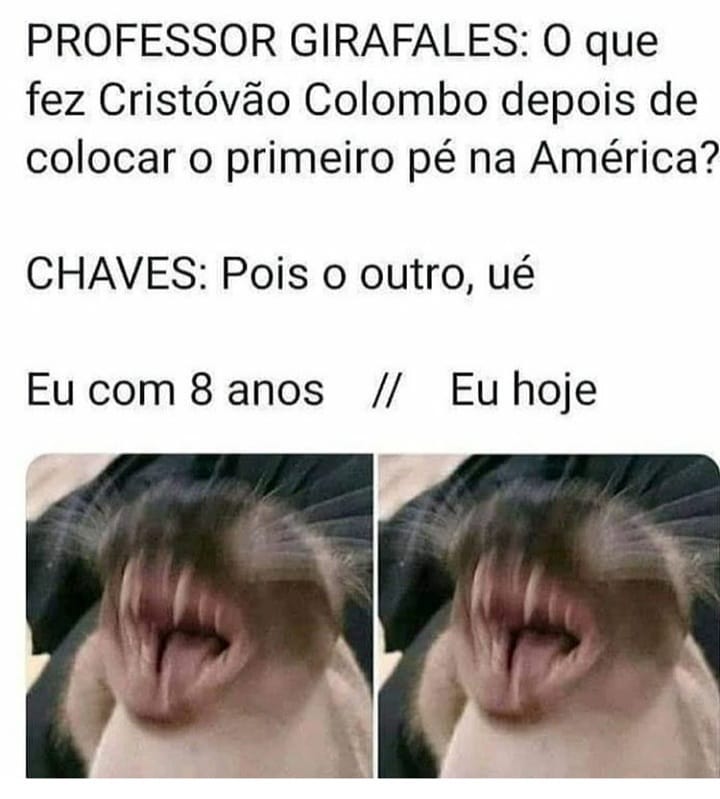 PROFESSOR GIRAFALES: O que
fez Cristóvão Colombo depois de
colocar o primeiro pé na América?
CHAVES: Pois o outro, ué
Eu com 8 anos // Eu hoje